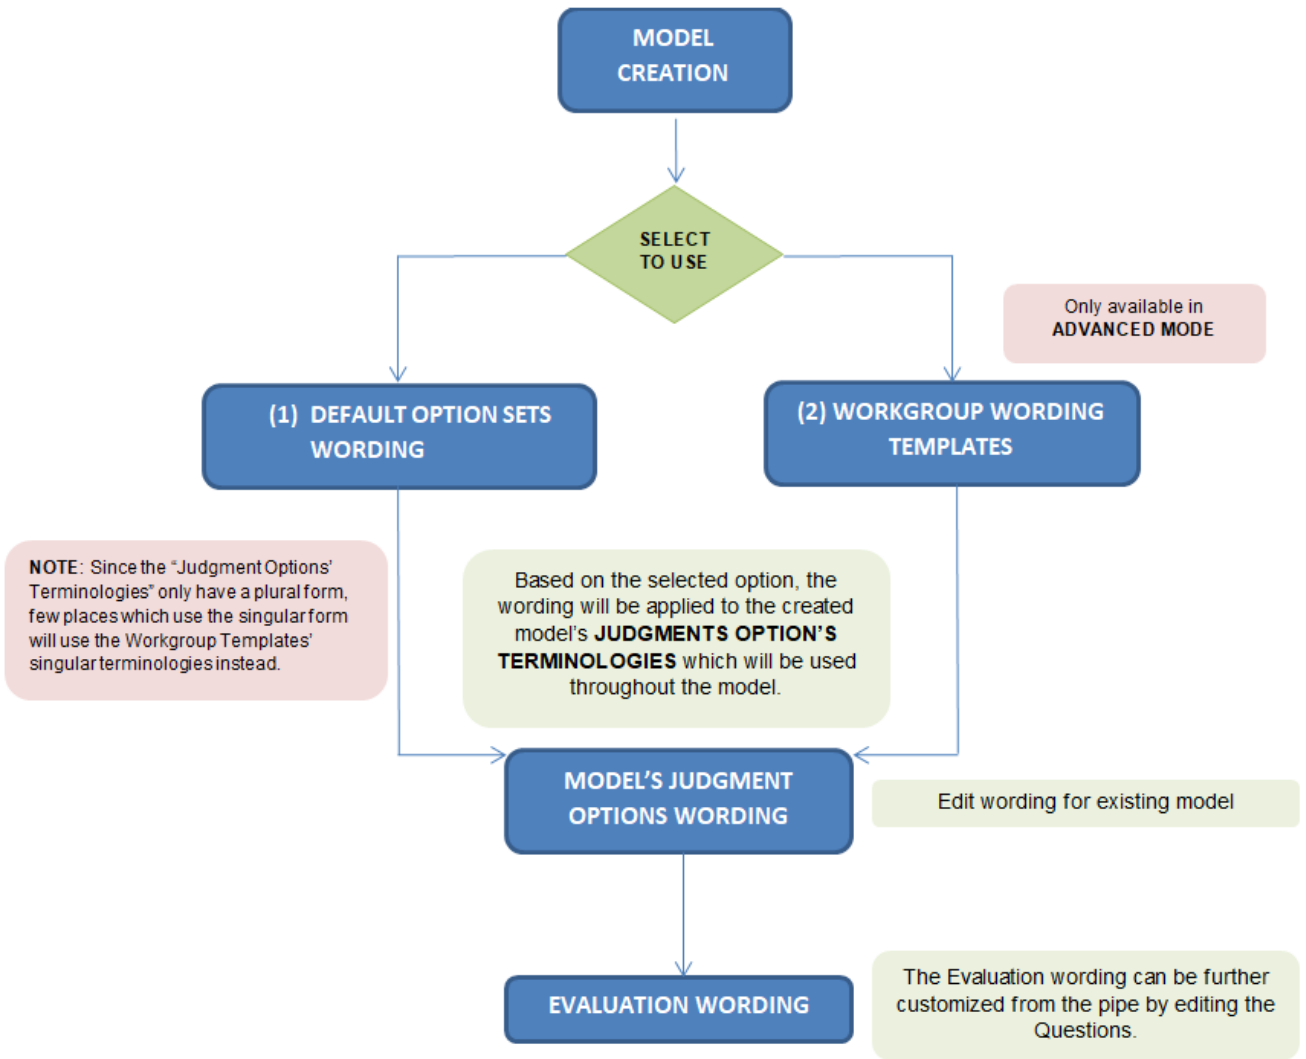 MODEL
CREATION
SELECT
TO USE
Only available in
ADVANCED MODE
(1) DEFAULT OPTION SETS
WORDING
(2) WORKGROUP WORDING
TEMPLATES
NOTE: Since the “Judgment Options’
Terminologies” only have a plural form,
few places which use the singular form
will use the Workgroup Templates’
singular terminologies instead.
Based on the selected option, the
wording will be applied to the created
model’s JUDGMENTS OPTION’S
TERMINOLOGIES which will be used
throughout the model.
MODEL’S JUDGMENT
OPTIONS WORDING
Edit wording for existing model
EVALUATION WORDING
The Evaluation wording can be further
customized from the pipe by editing the
Questions.